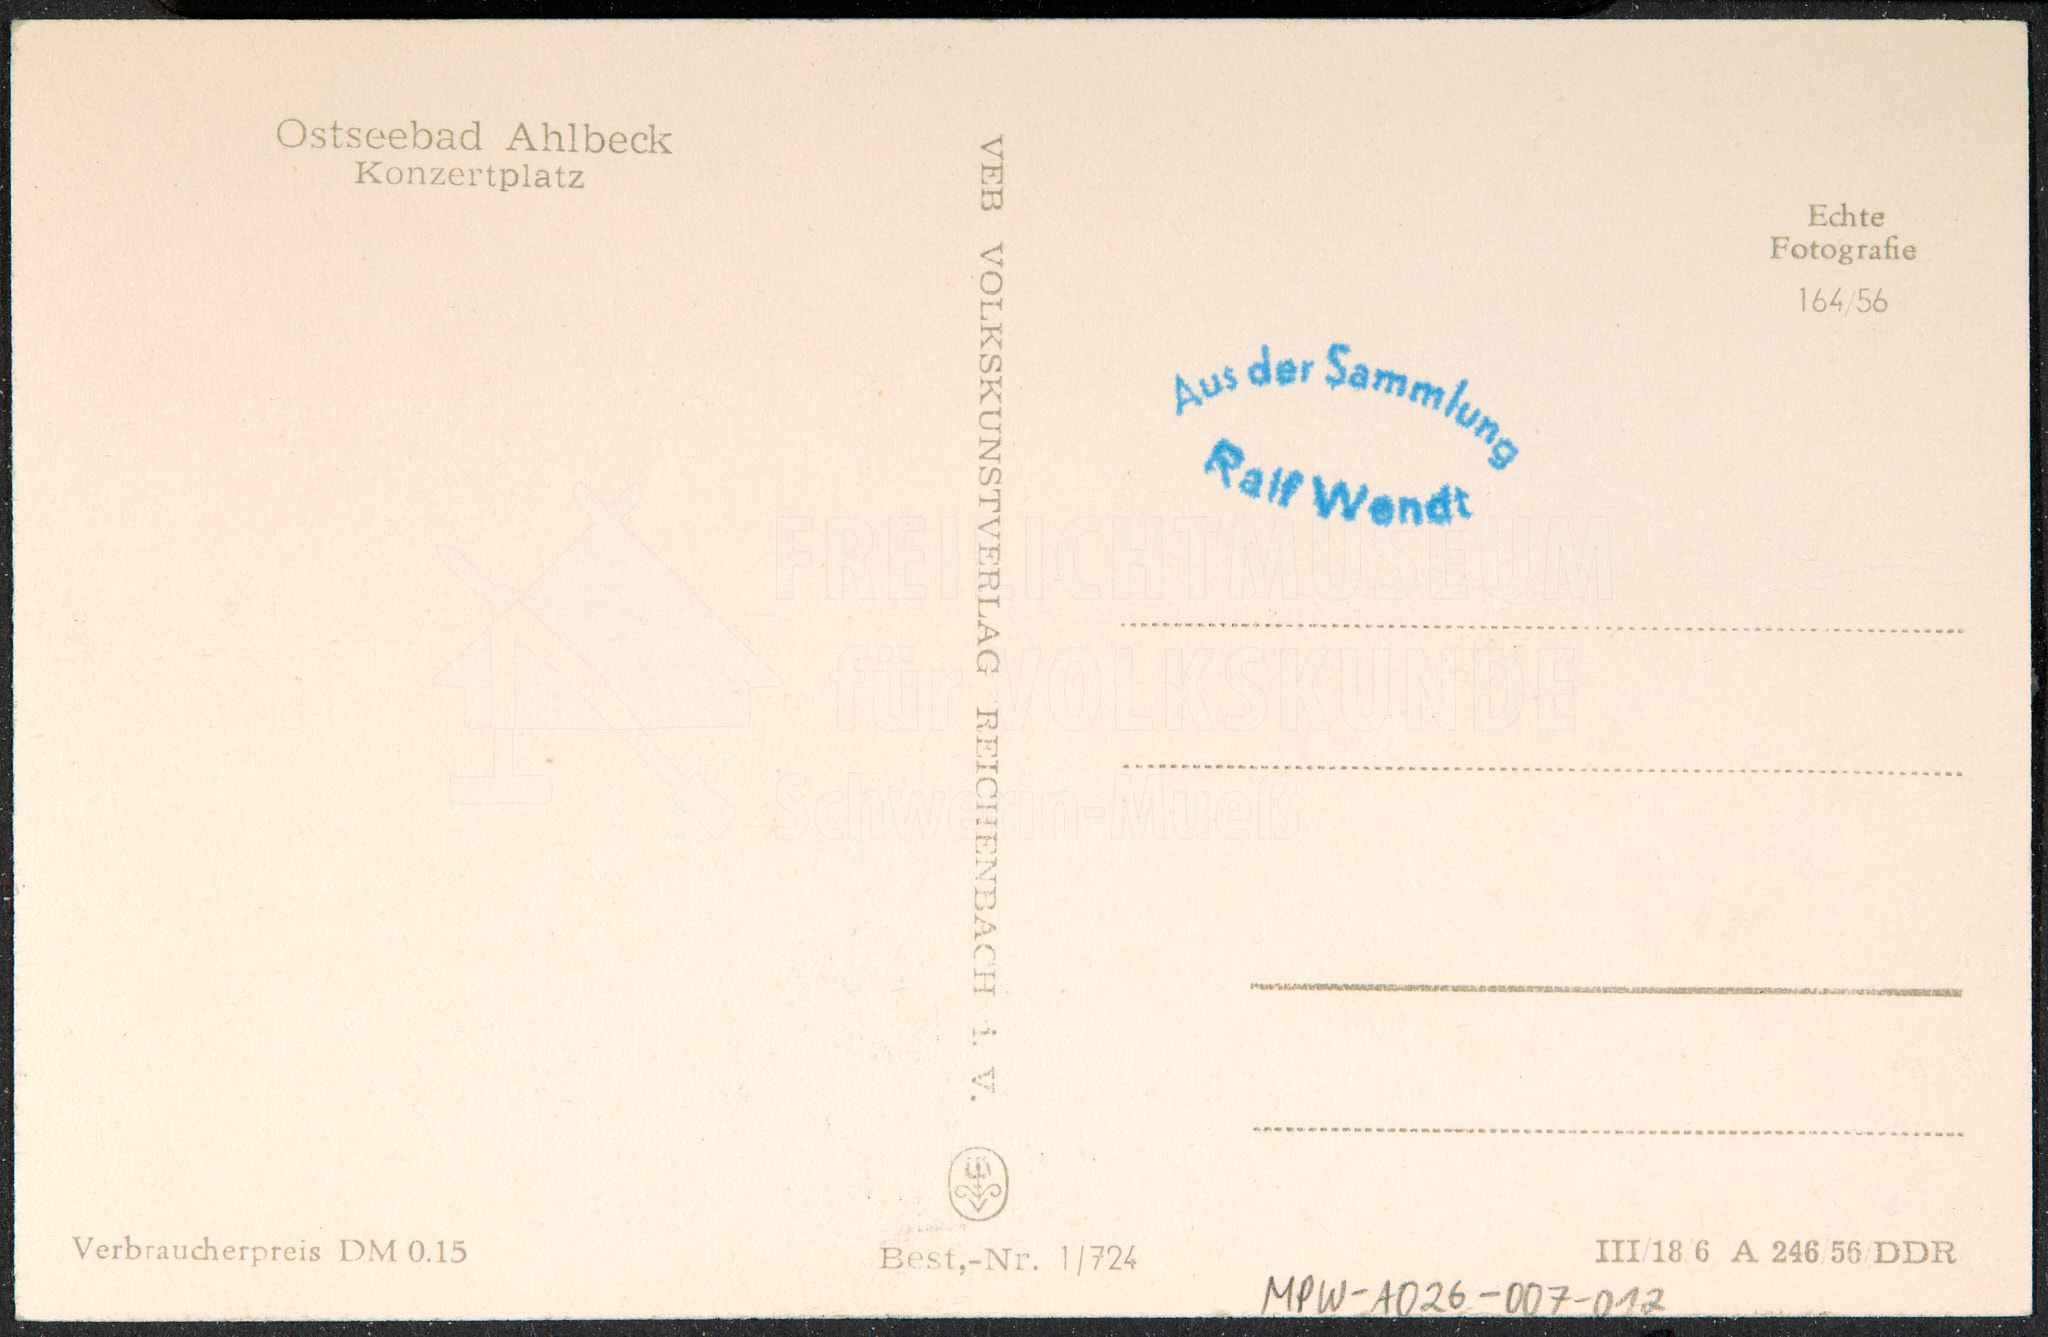 Ostseebad Ahlbeck
Konzertplatz
VEB VOLKSKUNSTVERLAG REICHENBACH i. V.
Echte
Fotografie
164/56
Aus der Sammlung
Ralf Wendt
FREILICHTMUSEUM
für VOLKSKUNDE
Schwerin-Mueß
Verbraucherpreis DM 0.15
Best,-Nr. 1/724
III/18/6 A 246/56/DDR
MPW-A026-007-012